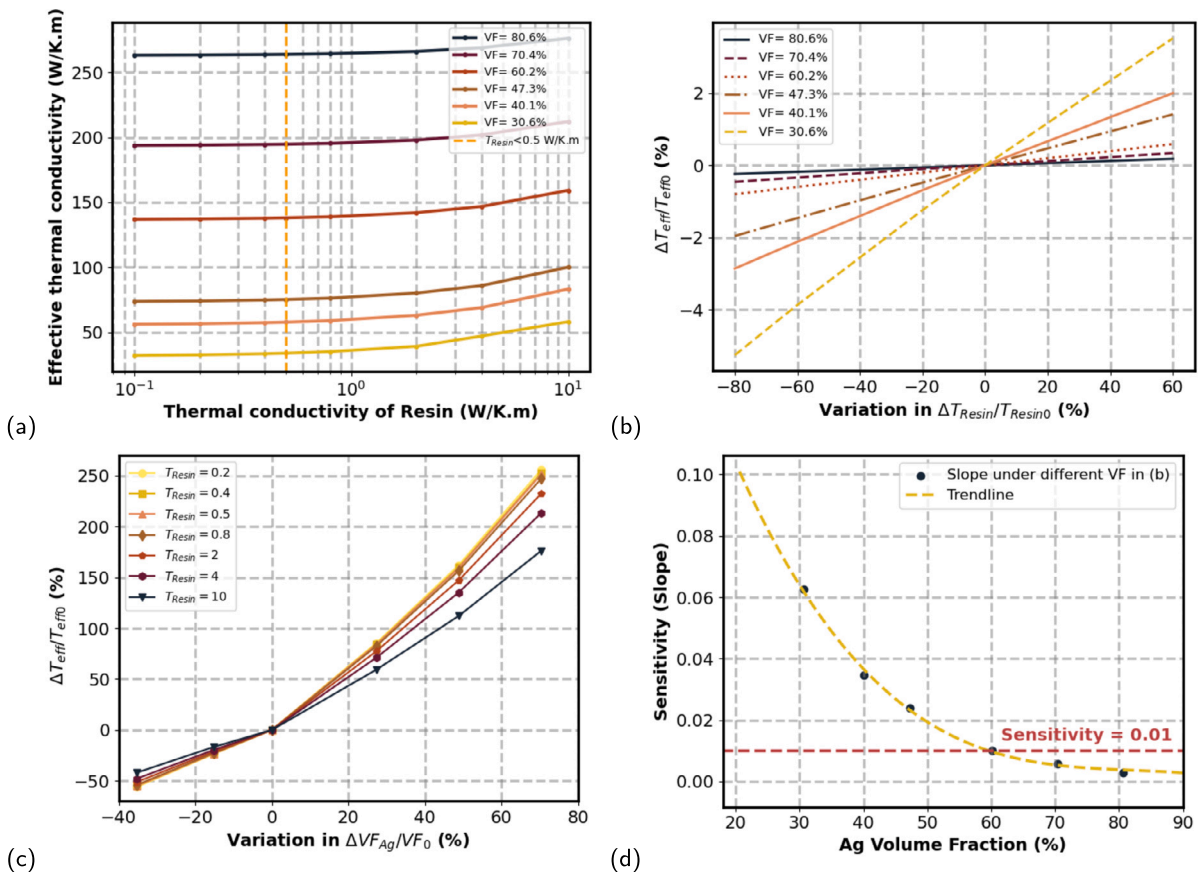 Effective thermal conductivity (W/K.m)
250
200
150
100
50
10⁻¹
10⁰
10¹
Thermal conductivity of Resin (W/K.m)
VF= 80.6%
VF= 70.4%
VF= 60.2%
VF= 47.3%
VF= 40.1%
VF= 30.6%
T_Resin<0.5 W/K.m
(a)
ΔT_eff/T_eff0 (%)
2
0
−2
−4
−80
−60
−40
−20
0
20
40
60
Variation in ΔT_Resin/T_Resin0 (%)
VF= 80.6%
VF= 70.4%
VF= 60.2%
VF= 47.3%
VF= 40.1%
VF= 30.6%
(b)
ΔT_eff/T_eff0 (%)
250
200
150
100
50
0
−50
−40
−20
0
20
40
60
80
Variation in ΔVF_Ag/VF_0 (%)
T_Resin = 0.2
T_Resin = 0.4
T_Resin = 0.5
T_Resin = 0.8
T_Resin = 2
T_Resin = 4
T_Resin = 10
(c)
Sensitivity (Slope)
0.10
0.08
0.06
0.04
0.02
0.00
20
30
40
50
60
70
80
90
Ag Volume Fraction (%)
Slope under different VF in (b)
Trendline
Sensitivity = 0.01
(d)